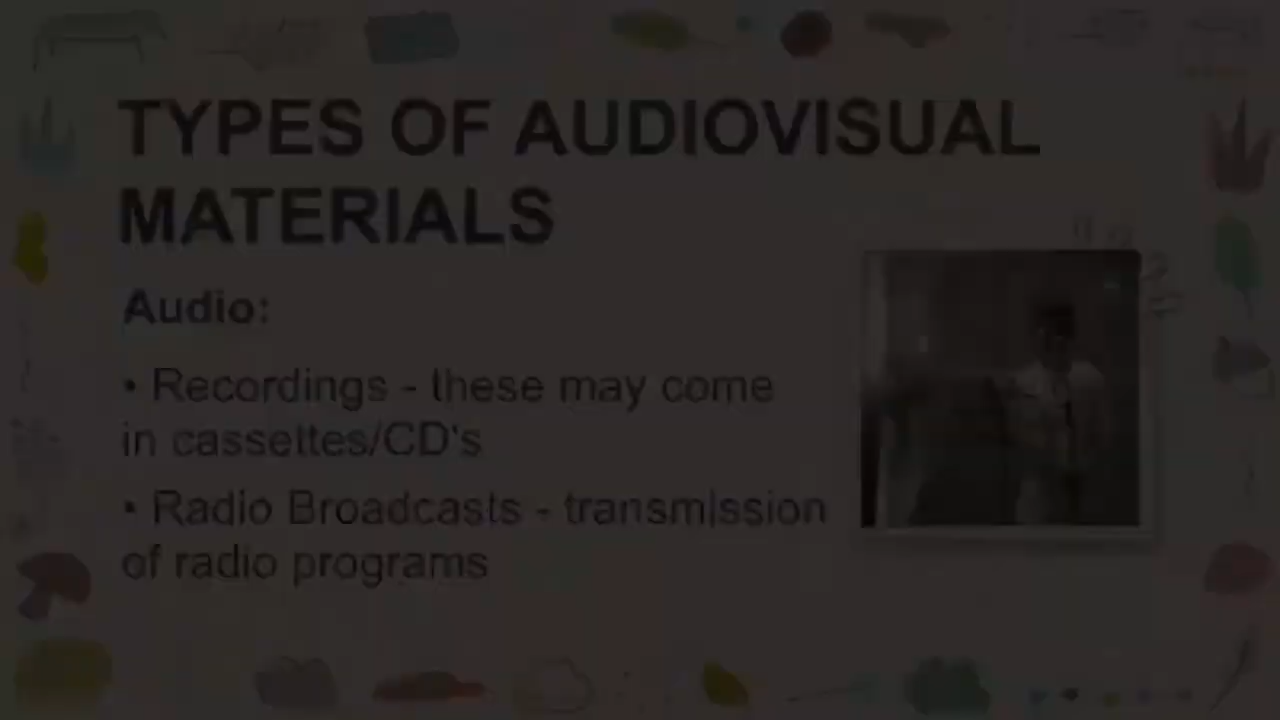 TYPES OF AUDIOVISUAL
MATERIALS
Audio:
• Recordings - these may come
in cassettes/CD's
• Radio Broadcasts - transmission
of radio programs